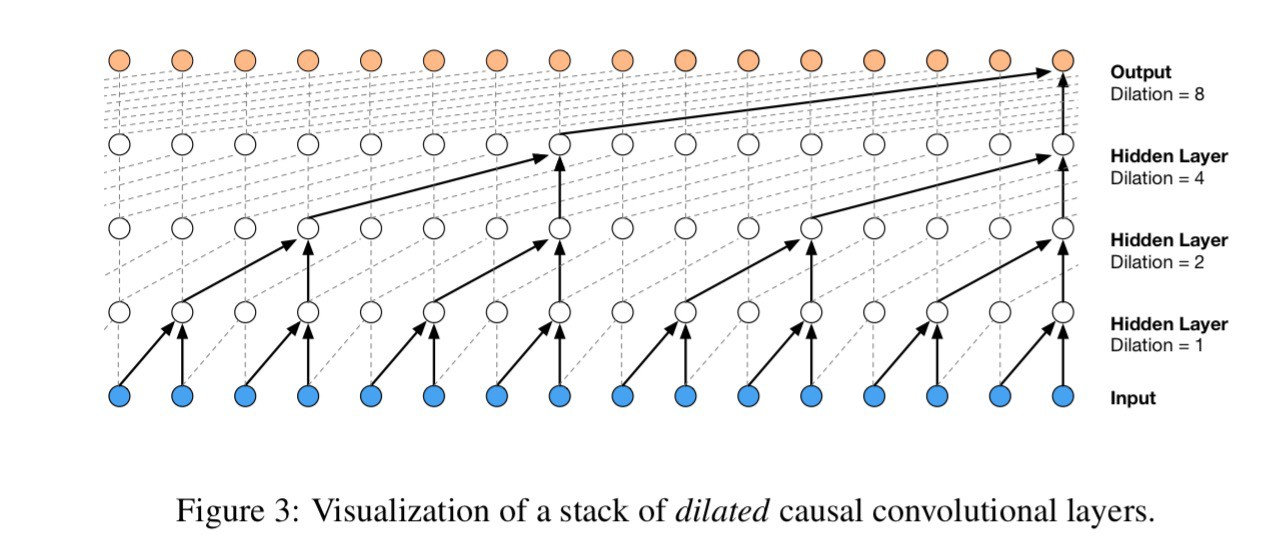 Output
Dilation = 8
Hidden Layer
Dilation = 4
Hidden Layer
Dilation = 2
Hidden Layer
Dilation = 1
Input
Figure 3: Visualization of a stack of dilated causal convolutional layers.